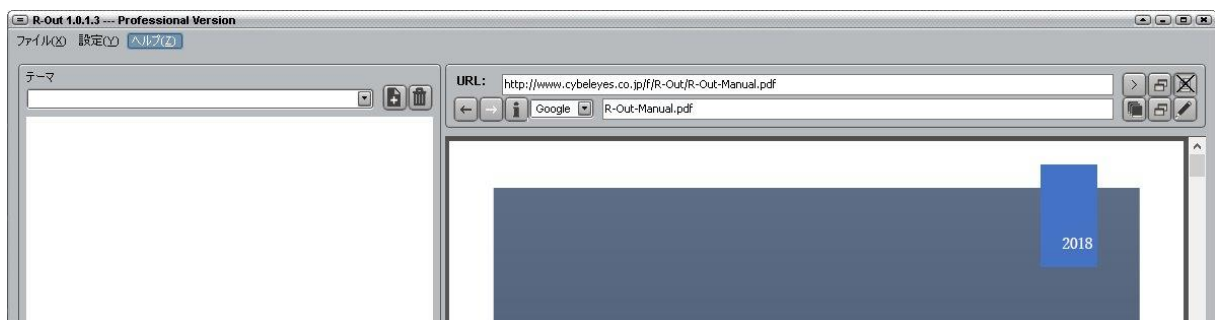 R-Out 1.0.1.3 --- Professional Version
ファイル(X) 設定(Y) ヘルプ(Z)
テーマ
URL: http://www.cybeleyes.co.jp/f/R-Out/R-Out-Manual.pdf
Google R-Out-Manual.pdf
2018